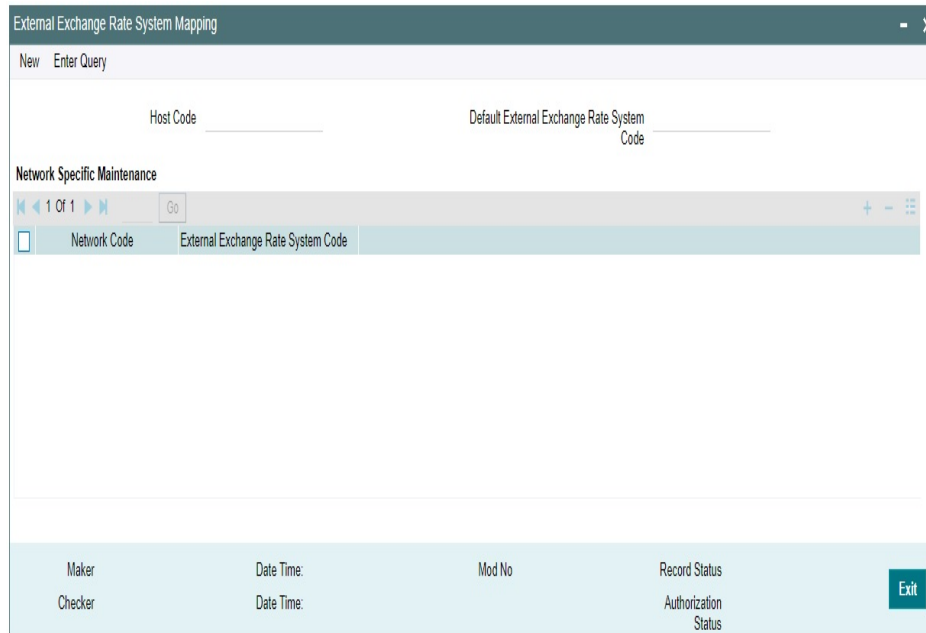 External Exchange Rate System Mapping
New Enter Query
Host Code
Default External Exchange Rate System
Code
Network Specific Maintenance
1 Of 1 Go
Network Code External Exchange Rate System Code
Maker Date Time: Mod No Record Status
Exit
Checker Date Time: Authorization
Status